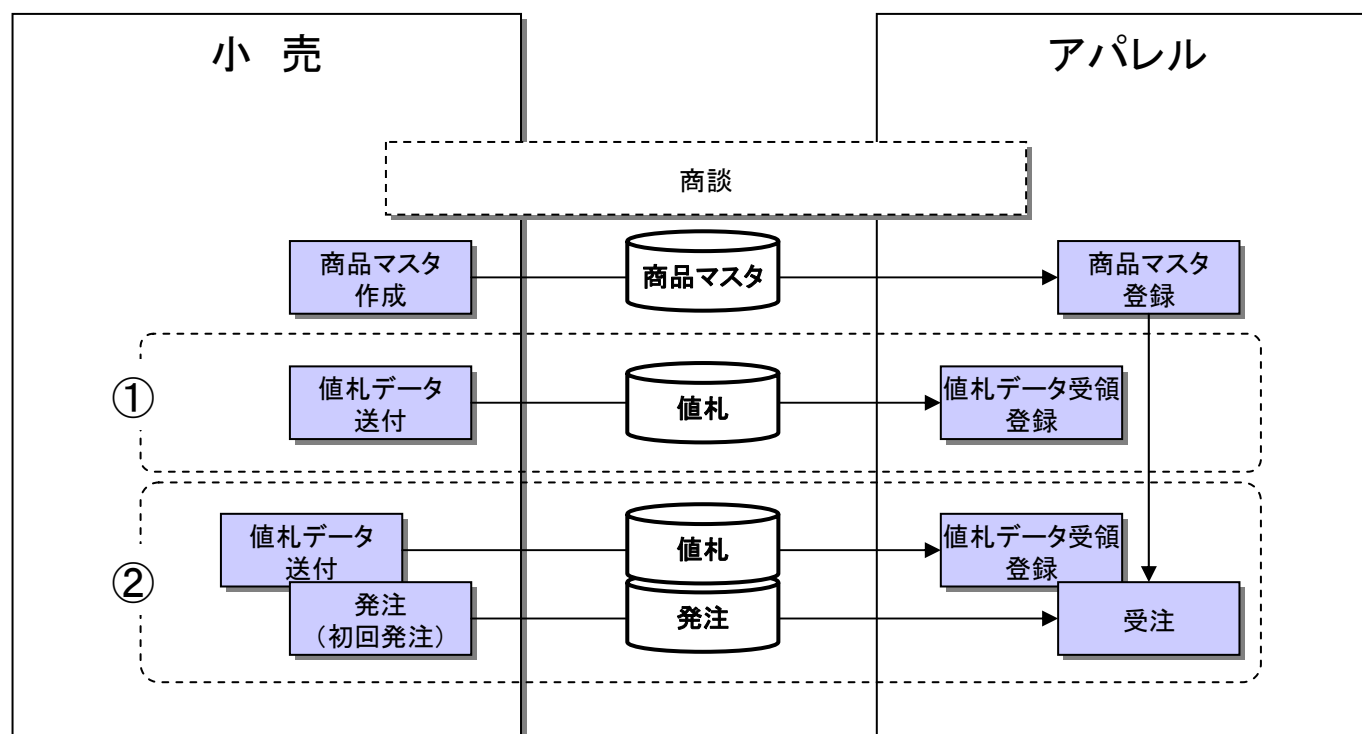 小 売
アパレル
商談
商品マスタ
作成
商品マスタ
商品マスタ
登録
①
値札データ
送付
値札
値札データ受領
登録
②
値札データ
送付
値札
値札データ受領
登録
発注
（初回発注）
発注
受注